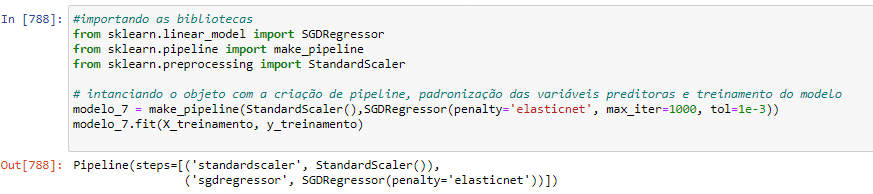 In [788]: #importando as bibliotecas
from sklearn.linear_model import SGDRegressor
from sklearn.pipeline import make_pipeline
from sklearn.preprocessing import StandardScaler
# intanciando o objeto com a criação de pipeline, padronização das variáveis preditoras e treinamento do modelo
modelo_7 = make_pipeline(StandardScaler(),SGDRegressor(penalty='elasticnet', max_iter=1000, tol=1e-3))
modelo_7.fit(X_treinamento, y_treinamento)
Out[788]: Pipeline(steps=[('standardscaler', StandardScaler()),
('sgdregressor', SGDRegressor(penalty='elasticnet'))])